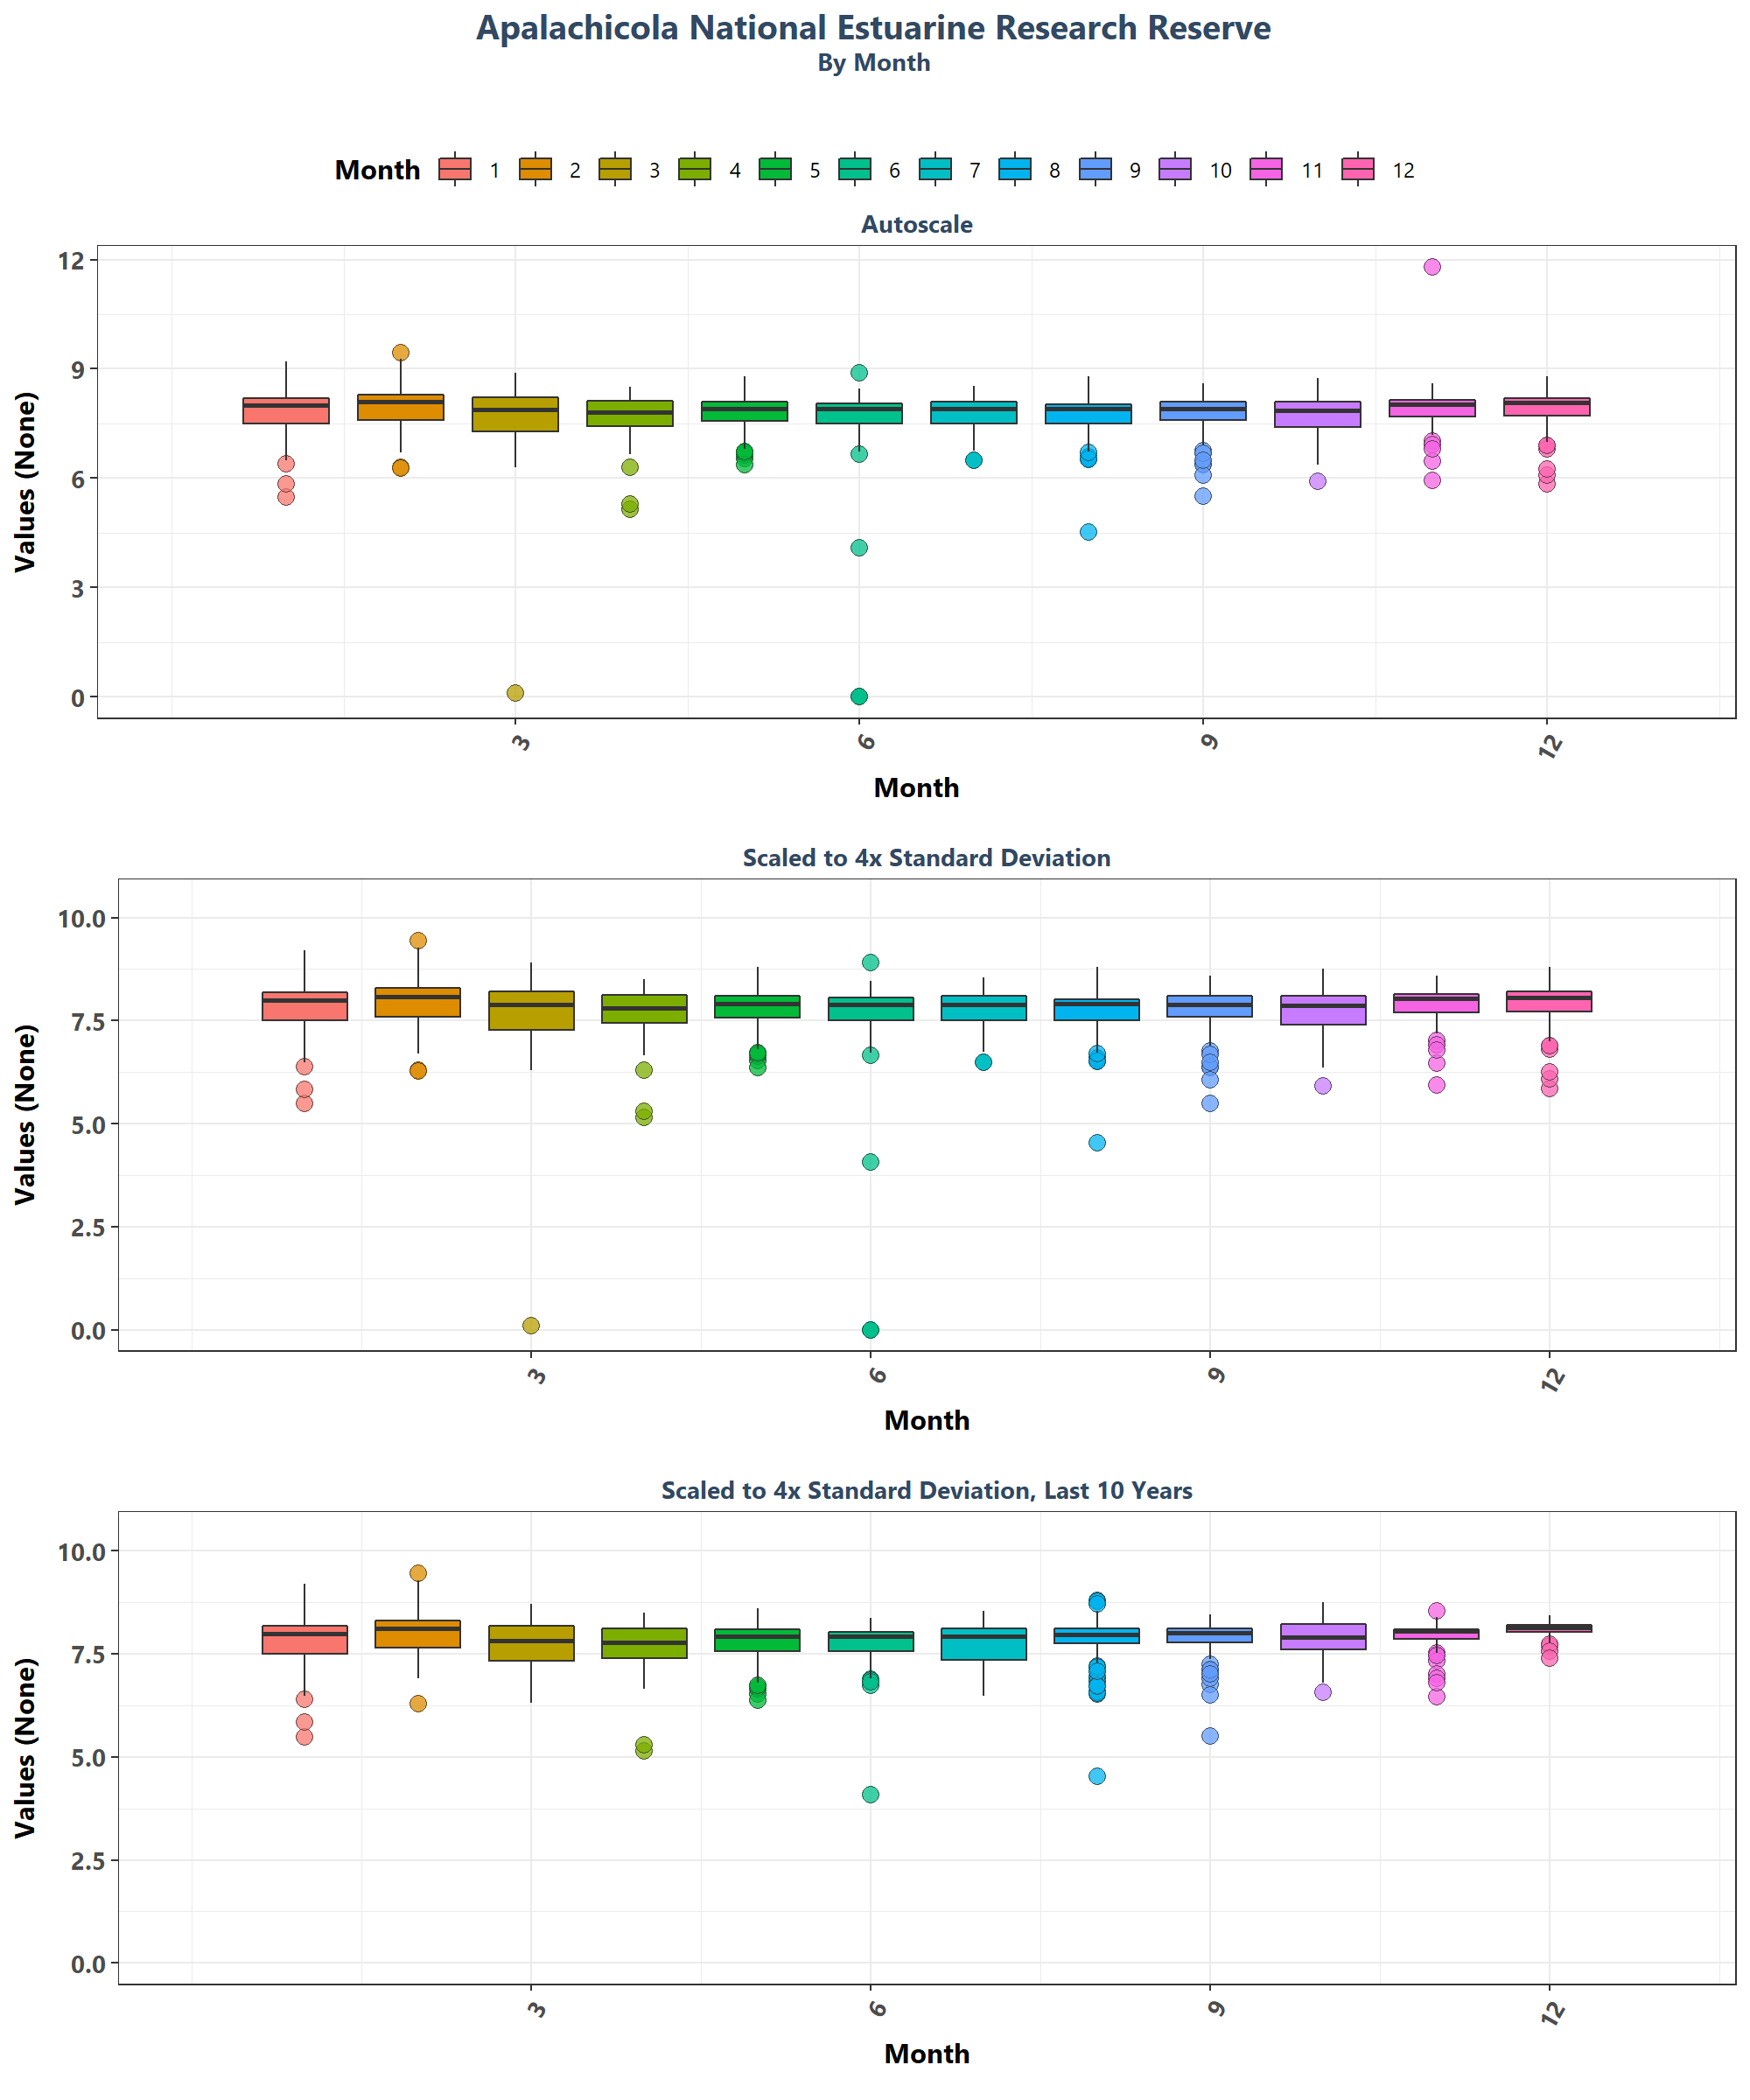 Apalachicola National Estuarine Research Reserve
By Month
Month 1 2 3 4 5 6 7 8 9 10 11 12
Autoscale
Values (None)
12
9
6
3
0
3 6 9 12
Month
Scaled to 4x Standard Deviation
Values (None)
10.0
7.5
5.0
2.5
0.0
3 6 9 12
Month
Scaled to 4x Standard Deviation, Last 10 Years
Values (None)
10.0
7.5
5.0
2.5
0.0
3 6 9 12
Month